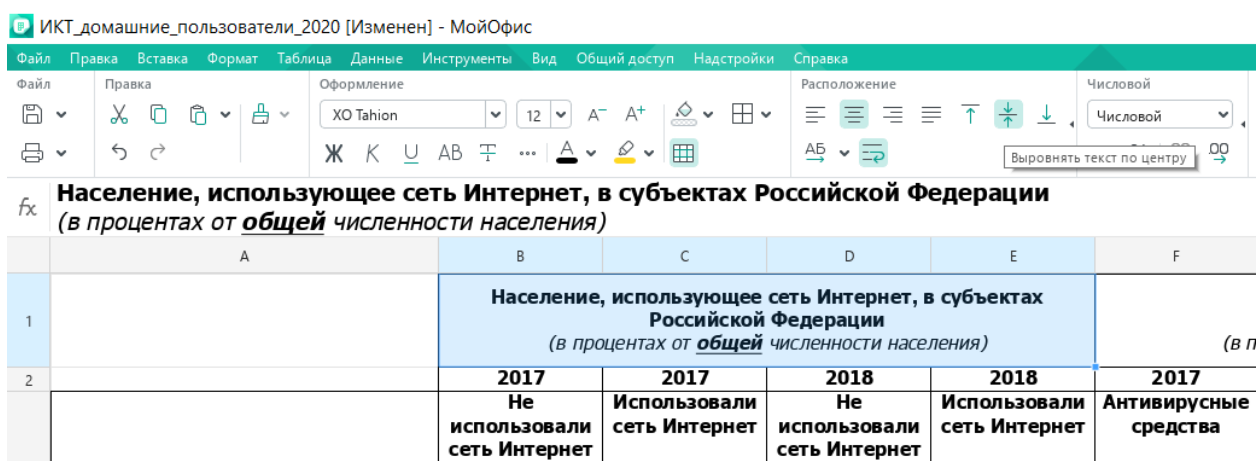 ИКТ_домашние_пользователи_2020 [Изменен] - МойОфис
Файл Правка Вставка Формат Таблица Данные Инструменты Вид Общий доступ Надстройки Справка
Файл Правка Оформление Расположение Числовой
XO Tahion 12 A− A+ Числовой
Ж К Ч АВ Т ... А АБ
Выровнять текст по центру
fx Население, использующее сеть Интернет, в субъектах Российской Федерации
(в процентах от общей численности населения)
A B C D E F
1
Население, использующее сеть Интернет, в субъектах
Российской Федерации
(в процентах от общей численности населения)
(в п
2 2017 2017 2018 2018 2017
Не Использовали Не Использовали Антивирусные
использовали сеть Интернет использовали сеть Интернет средства
сеть Интернет сеть Интернет